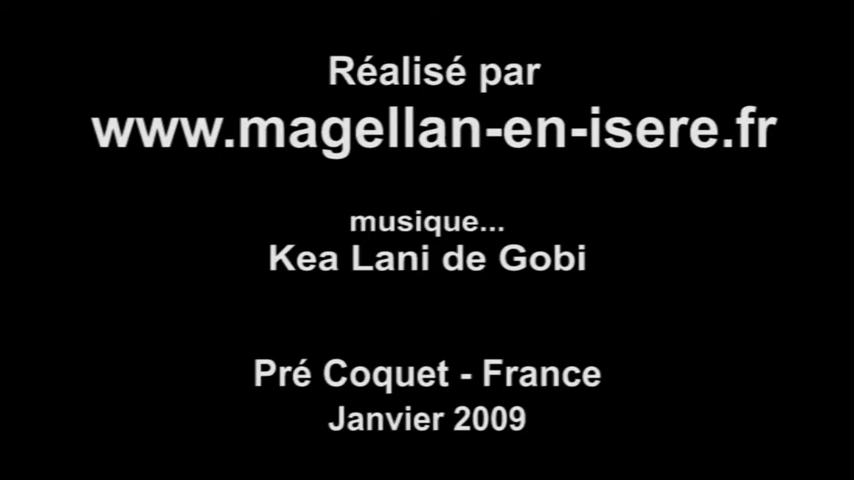 Réalisé par
www.magellan-en-isere.fr
musique...
Kea Lani de Gobi
Pré Coquet - France
Janvier 2009